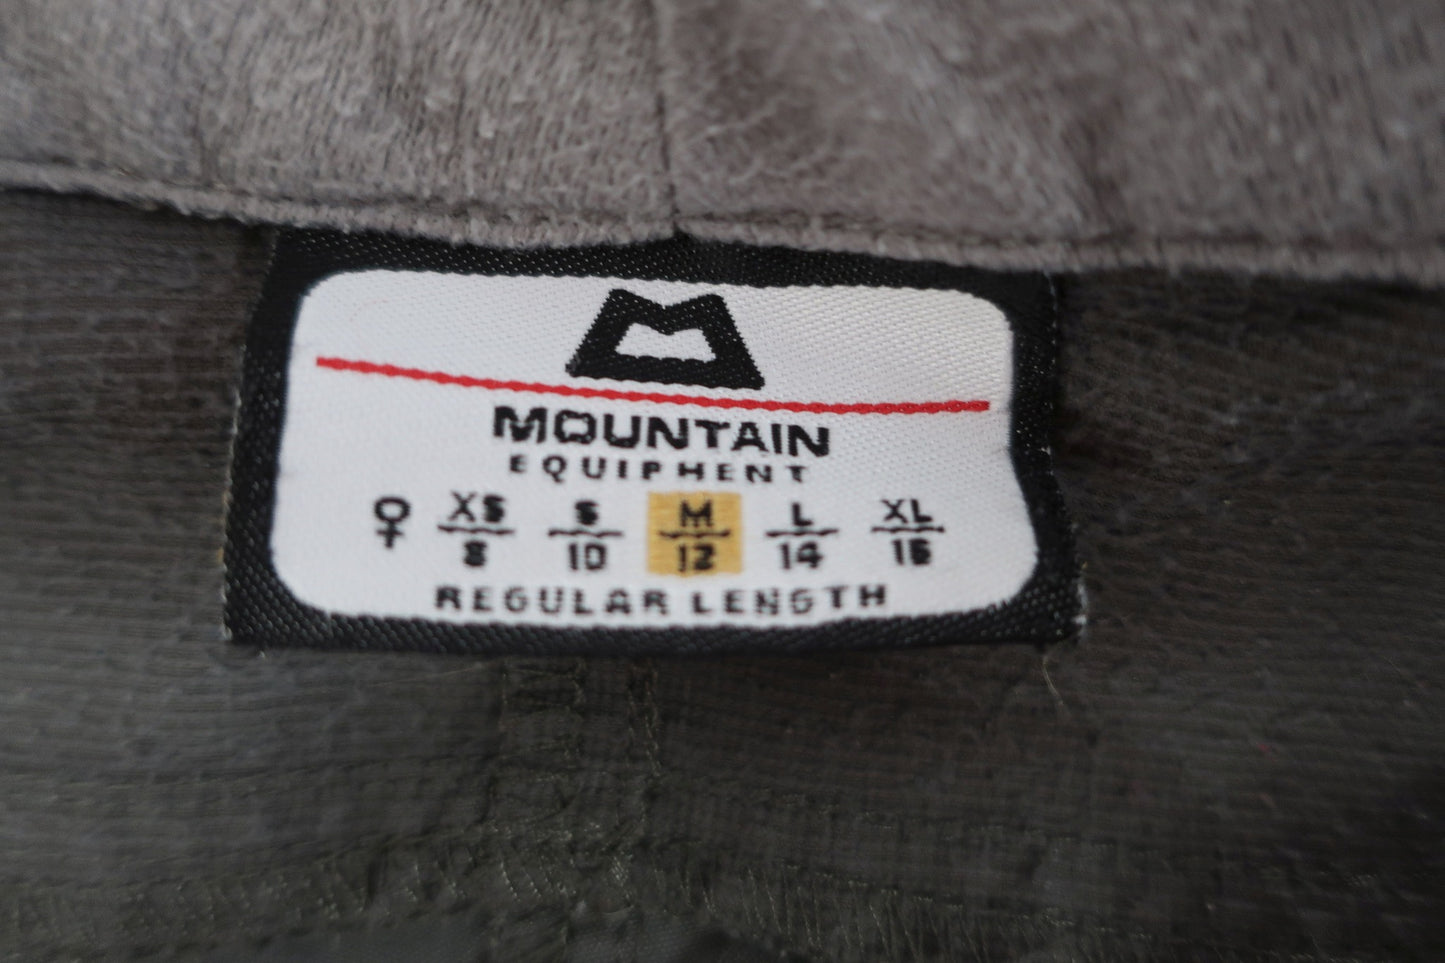 MOUNTAIN
EQUIPMENT
♀ XS/8 S/10 M/12 L/14 XL/16
REGULAR LENGTH